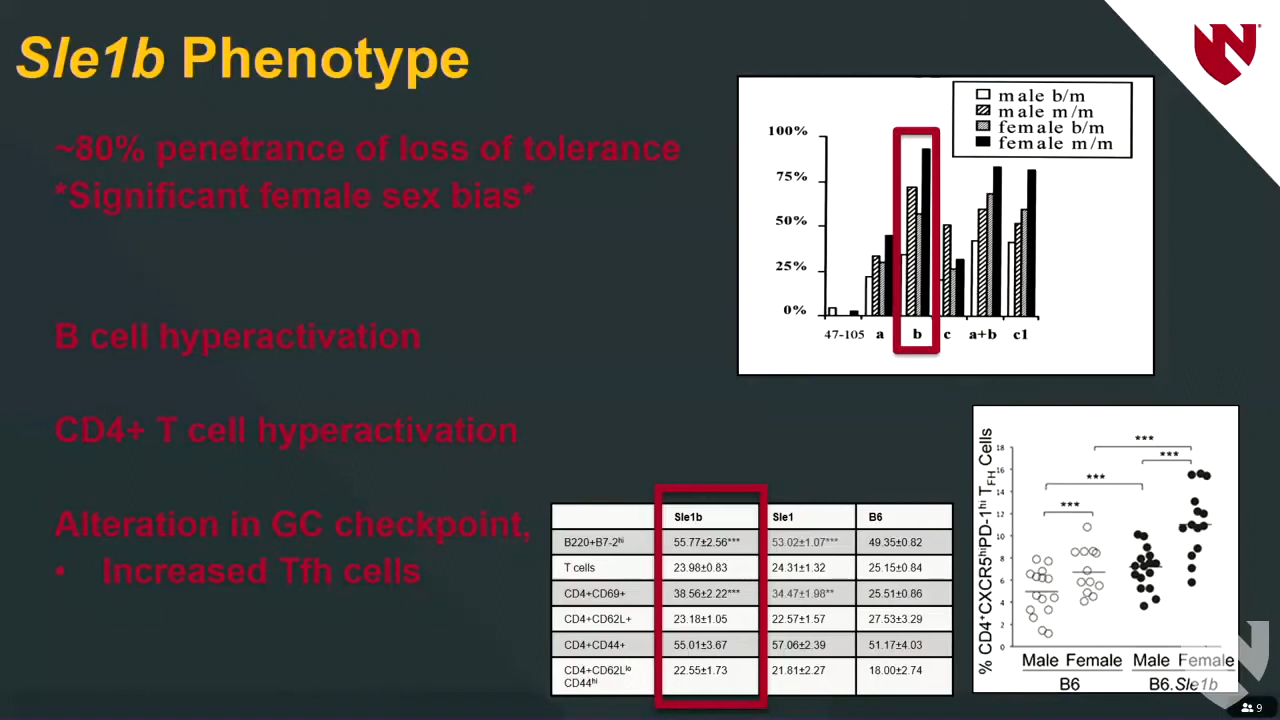 Sle1b Phenotype
~80% penetrance of loss of tolerance
*Significant female sex bias*
B cell hyperactivation
CD4+ T cell hyperactivation
Alteration in GC checkpoint,
• Increased Tfh cells
male b/m
male m/m
female b/m
female m/m
100%
75%
50%
25%
0%
47-105 a b c a+b c1
Sle1b Sle1 B6
B220+B7-2hi 55.77±2.56*** 53.02±1.07*** 49.35±0.82
T cells 23.98±0.83 24.31±1.32 25.15±0.84
CD4+CD69+ 38.56±2.22*** 34.47±1.98** 25.51±0.86
CD4+CD62L+ 23.18±1.05 22.57±1.57 27.53±3.29
CD4+CD44+ 55.01±3.67 57.06±2.39 51.17±4.03
CD4+CD62Llo
CD44hi 22.55±1.73 21.81±2.27 18.00±2.74
% CD4+CXCR5hiPD-1hi TFH Cells
18
16
14
12
10
8
6
4
2
0
***
***
***
***
Male Female Male Female
B6 B6.Sle1b
N
9